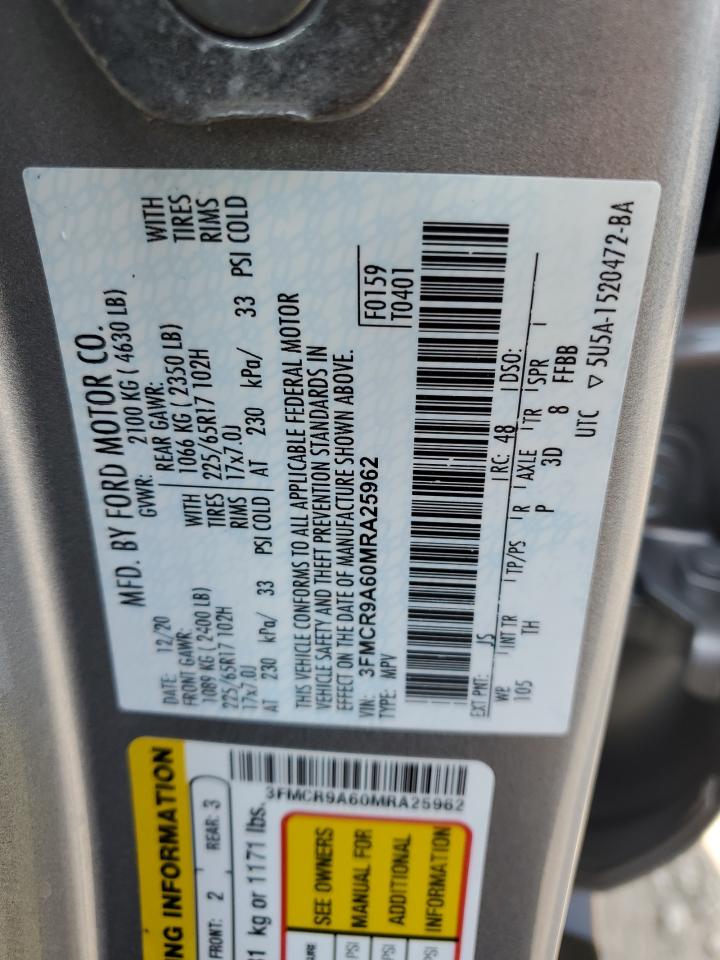 MFD. BY FORD MOTOR CO.
DATE: 12/20 GVWR: 2100 KG ( 4630 LB)
FRONT GAWR: REAR GAWR: WITH
1089 KG ( 2400 LB) 1066 KG ( 2350 LB) TIRES
225/65R17 102H TIRES 225/65R17 102H RIMS
17x7.0J RIMS 17x7.0J
AT 230 kPa/ 33 PSI COLD AT 230 kPa/ 33 PSI COLD
THIS VEHICLE CONFORMS TO ALL APPLICABLE FEDERAL MOTOR
VEHICLE SAFETY AND THEFT PREVENTION STANDARDS IN
EFFECT ON THE DATE OF MANUFACTURE SHOWN ABOVE.
VIN: 3FMCR9A60MRA25962 F0159
TYPE: MPV T0401
EXT PNT: JS RC: 48 DSO:
WB INT TR TP/PS R AXLE TR SPR
105 TH P 3D 8 FFBB
UTC ▽ 5U5A-1520472-BA
ING INFORMATION
FRONT: 2 REAR: 3
kg or 1171 lbs.
3FMCR9A60MRA25962
SEE OWNERS
MANUAL FOR
ADDITIONAL
INFORMATION
PSI
PSI
PSI